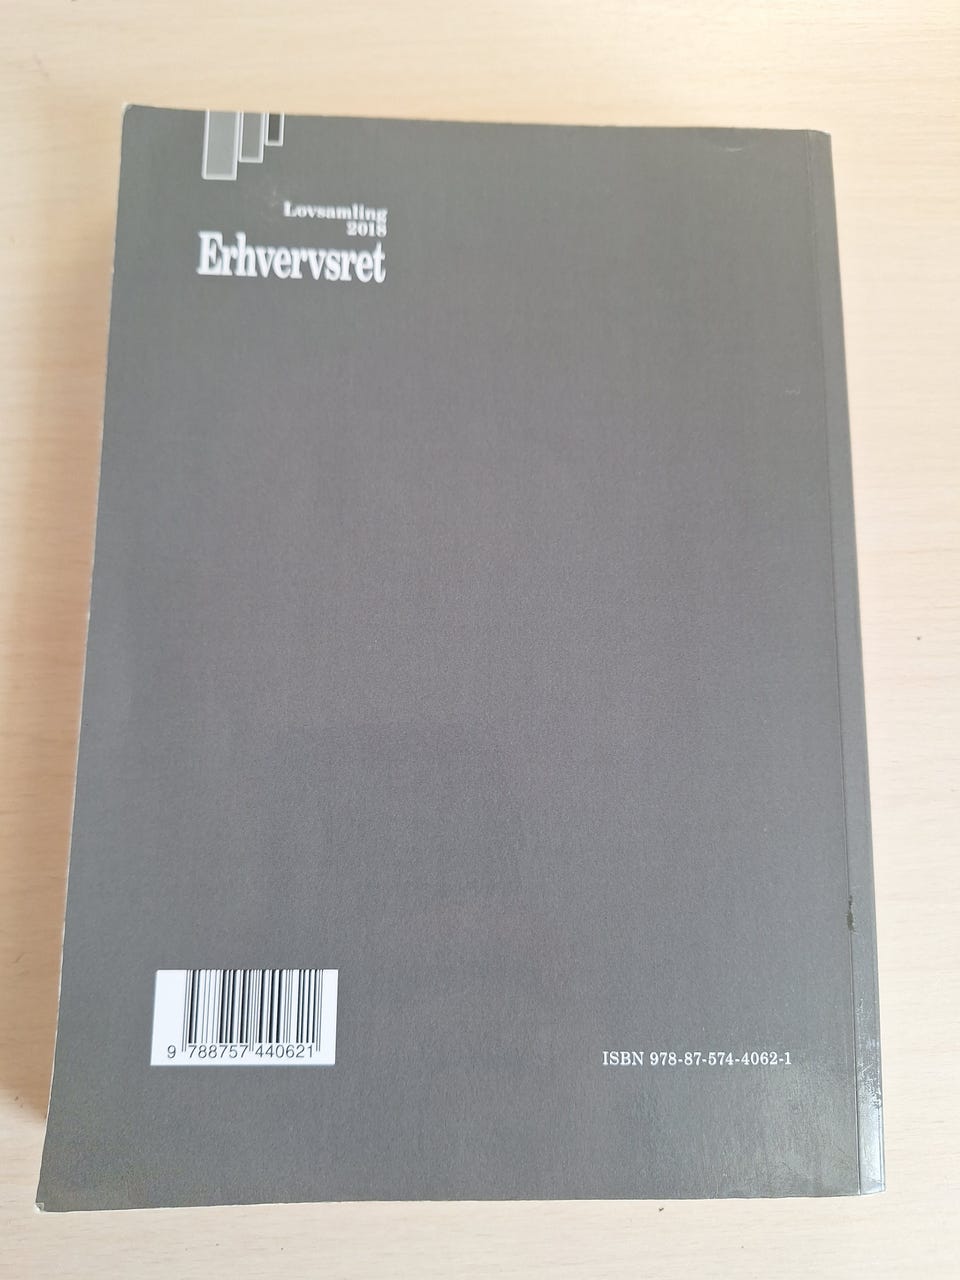 Lovsamling
2018
Erhvervsret
9 788757 440621
ISBN 978-87-574-4062-1